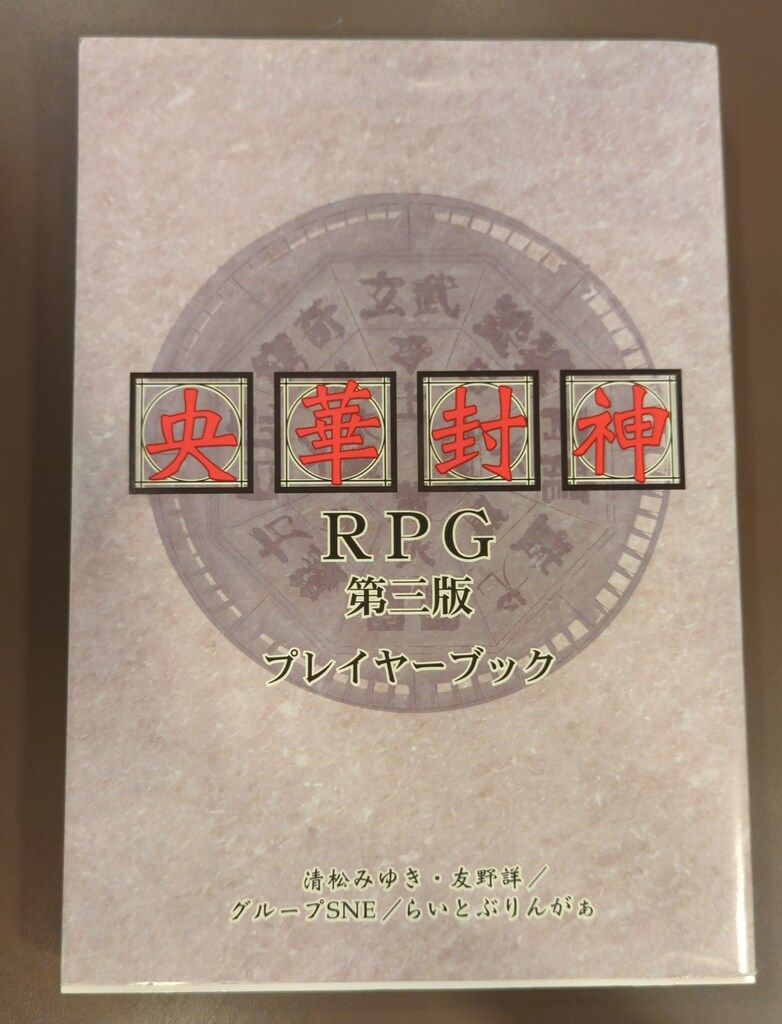 玄武
央華封神
RPG
第三版
プレイヤーブック
清松みゆき・友野詳／
グループSNE／らいとぶりんがぁ